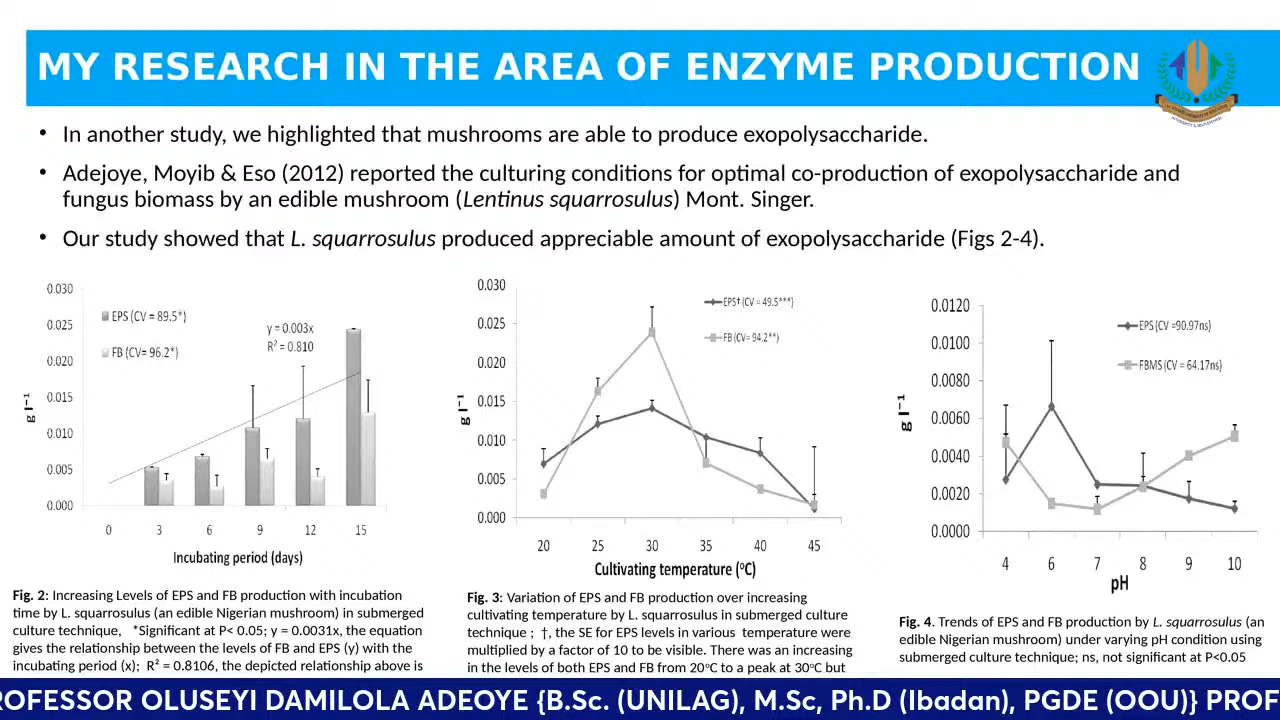 MY RESEARCH IN THE AREA OF ENZYME PRODUCTION
• In another study, we highlighted that mushrooms are able to produce exopolysaccharide.
• Adejoye, Moyib & Eso (2012) reported the culturing conditions for optimal co-production of exopolysaccharide and
fungus biomass by an edible mushroom (Lentinus squarrosulus) Mont. Singer.
• Our study showed that L. squarrosulus produced appreciable amount of exopolysaccharide (Figs 2-4).
0.030
0.025
0.020
0.015
0.010
0.005
0.000
g l⁻¹
EPS (CV = 89.5*)
FB (CV= 96.2*)
y = 0.003x
R² = 0.810
0 3 6 9 12 15
Incubating period (days)
Fig. 2: Increasing Levels of EPS and FB production with incubation
time by L. squarrosulus (an edible Nigerian mushroom) in submerged
culture technique, *Significant at P< 0.05; y = 0.0031x, the equation
gives the relationship between the levels of FB and EPS (y) with the
incubating period (x); R² = 0.8106, the depicted relationship above is
0.030
0.025
0.020
0.015
0.010
0.005
0.000
g l⁻¹
EPS† (CV = 49.5***)
FB (CV= 94.2**)
20 25 30 35 40 45
Cultivating temperature (°C)
Fig. 3: Variation of EPS and FB production over increasing
cultivating temperature by L. squarrosulus in submerged culture
technique ; †, the SE for EPS levels in various temperature were
multiplied by a factor of 10 to be visible. There was an increasing
in the levels of both EPS and FB from 20°C to a peak at 30°C but
0.0120
0.0100
0.0080
0.0060
0.0040
0.0020
0.0000
g l⁻¹
EPS (CV =90.97ns)
FBMS (CV = 64.17ns)
4 6 7 8 9 10
pH
Fig. 4. Trends of EPS and FB production by L. squarrosulus (an
edible Nigerian mushroom) under varying pH condition using
submerged culture technique; ns, not significant at P<0.05
ROFESSOR OLUSEYI DAMILOLA ADEOYE {B.Sc. (UNILAG), M.Sc, Ph.D (Ibadan), PGDE (OOU)} PROF